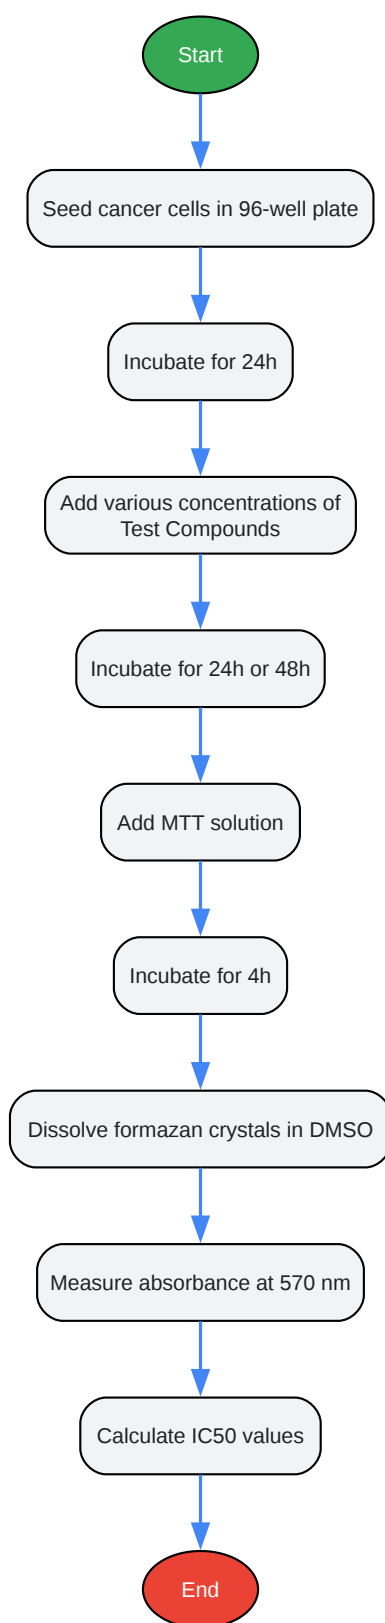 Start
Seed cancer cells in 96-well plate
Incubate for 24h
Add various concentrations of
Test Compounds
Incubate for 24h or 48h
Add MTT solution
Incubate for 4h
Dissolve formazan crystals in DMSO
Measure absorbance at 570 nm
Calculate IC50 values
End